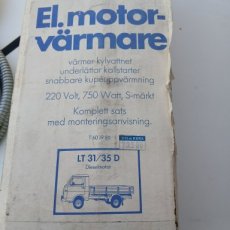 El.motor-
värmare
värmer kylvattnet
underlättar kallstarter
snabbare kupéuppvärmning
220 Volt, 750 Watt, S-märkt
Komplett sats
med monteringsanvisning.
LT 31/35 D
Dieselmotor